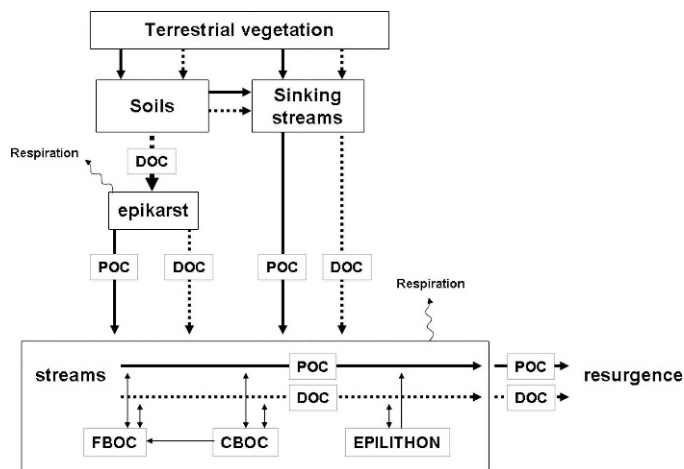 Terrestrial vegetation
Soils
Sinking
streams
Respiration
DOC
epikarst
POC
DOC
POC
DOC
Respiration
streams
POC
POC
resurgence
DOC
DOC
FBOC
CBOC
EPILITHON